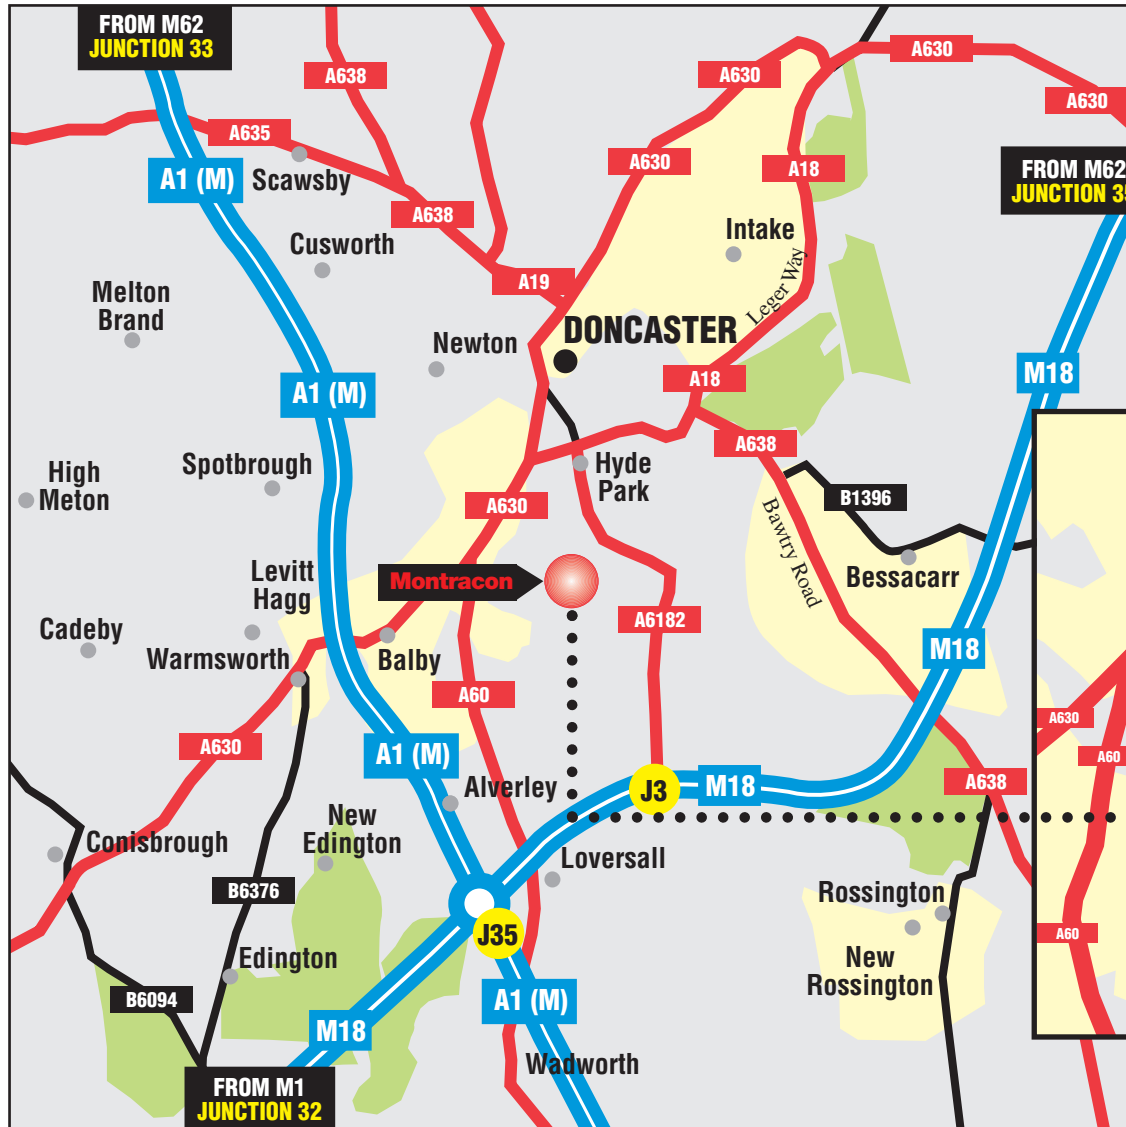 FROM M62
JUNCTION 33
A638
A630
A630
A630
A635
A1 (M)
Scawsby
A630
A18
FROM M62
A638
Cusworth
Intake
Leger Way
Melton
Brand
A19
DONCASTER
Newton
A1 (M)
A18
M18
A638
Spotbrough
High
Meton
Hyde
Park
A630
B1396
Bawtry Road
Levitt
Hagg
Montracon
Bessacarr
Cadeby
A6182
Warmsworth
Balby
M18
A60
A630
A630
A1 (M)
A60
Alverley
J3
M18
A638
New
Edington
Conisbrough
Loversall
B6376
Rossington
J35
A60
Edington
New
Rossington
B6094
A1 (M)
M18
Wadworth
FROM M1
JUNCTION 32